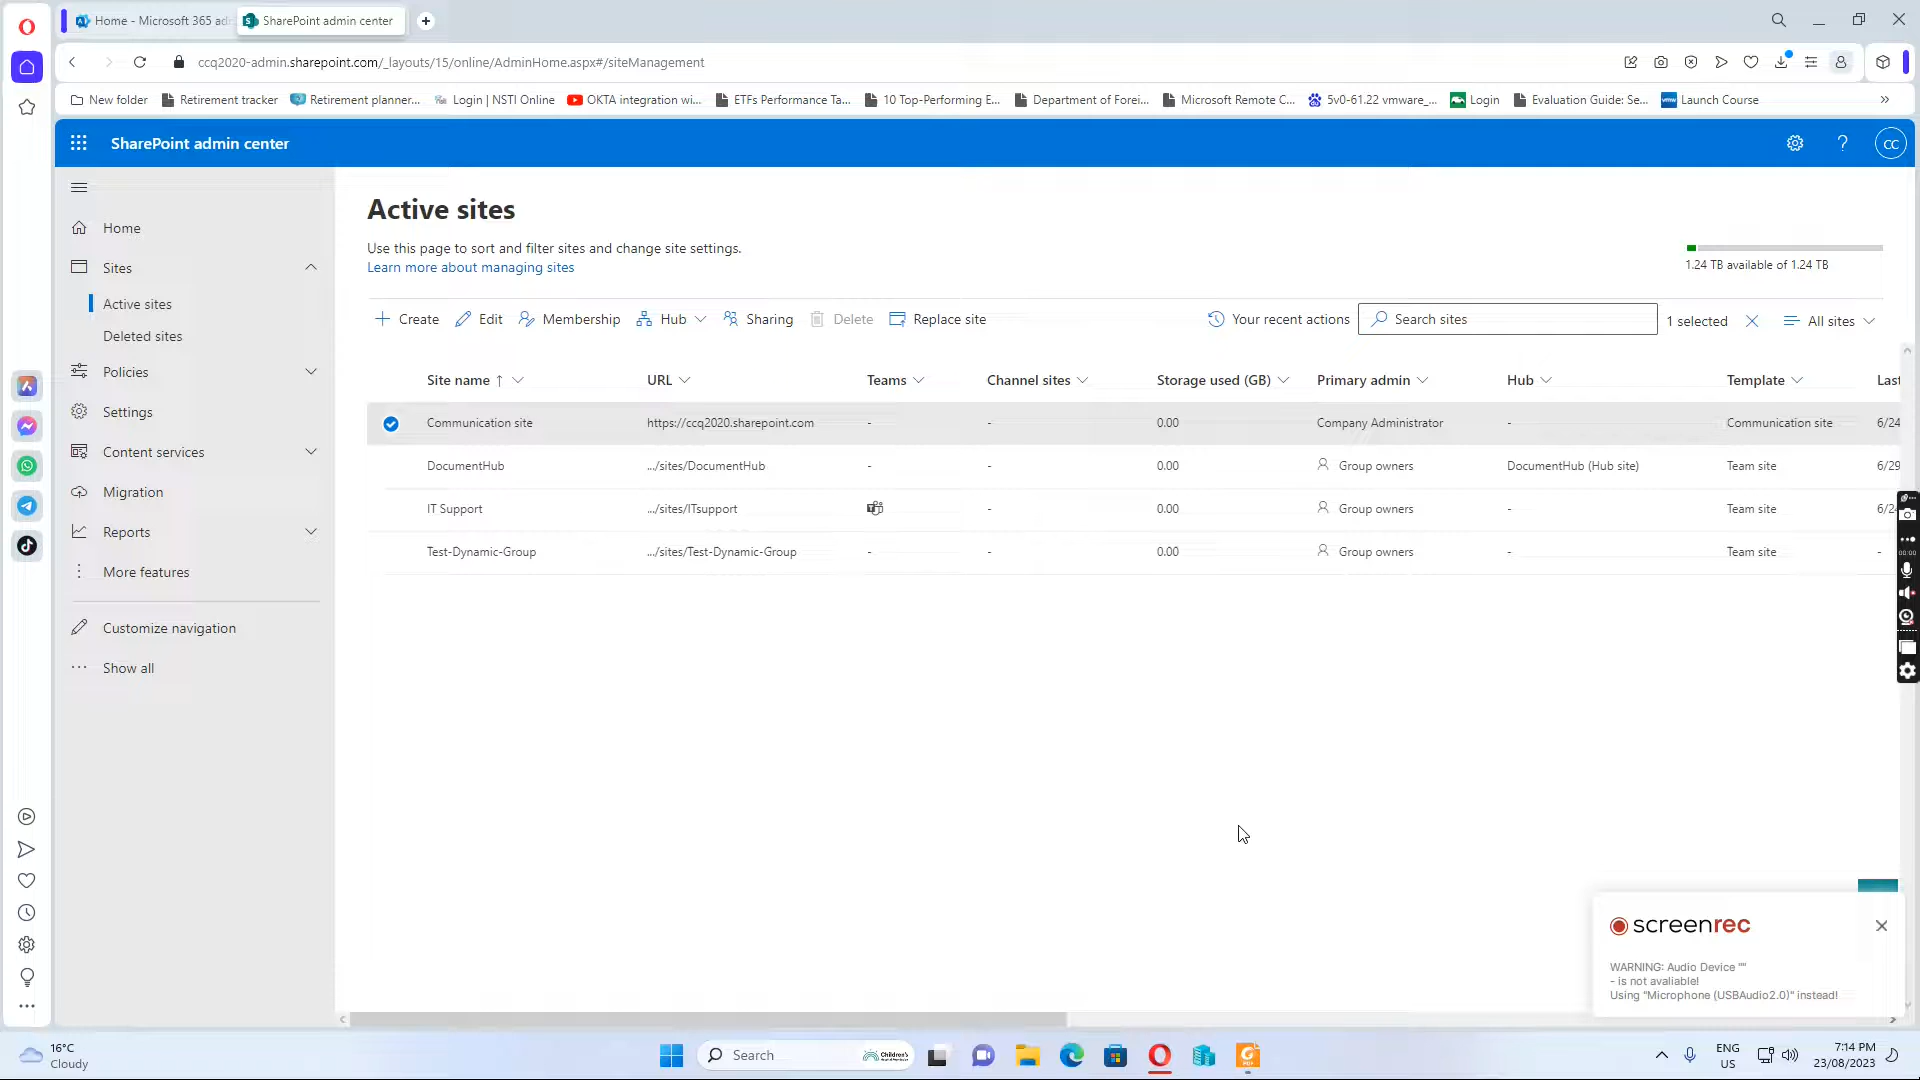 Home - Microsoft 365 ad
SharePoint admin center
ccq2020-admin.sharepoint.com/_layouts/15/online/AdminHome.aspx#/siteManagement
New folder
Retirement tracker
Retirement planner...
Login | NSTI Online
OKTA integration wi...
ETFs Performance Ta...
10 Top-Performing E...
Department of Forei...
Microsoft Remote C...
5v0-61.22 vmware_...
Login
Evaluation Guide: Se...
Launch Course
SharePoint admin center
CC
Home
Sites
Active sites
Deleted sites
Policies
Settings
Content services
Migration
Reports
More features
Customize navigation
Show all
Active sites
Use this page to sort and filter sites and change site settings.
Learn more about managing sites
1.24 TB available of 1.24 TB
Create Edit Membership Hub Sharing Delete Replace site Your recent actions Search sites 1 selected All sites
Site name ↑ URL Teams Channel sites Storage used (GB) Primary admin Hub Template Last
Communication site https://ccq2020.sharepoint.com - - 0.00 Company Administrator - Communication site 6/24
DocumentHub .../sites/DocumentHub - - 0.00 Group owners DocumentHub (Hub site) Team site 6/29
IT Support .../sites/ITsupport - 0.00 Group owners - Team site 6/24
Test-Dynamic-Group .../sites/Test-Dynamic-Group - - 0.00 Group owners - Team site -
00:00
screenrec
WARNING: Audio Device ""
- is not avaliable!
Using "Microphone (USBAudio2.0)" instead!
16°C
Cloudy
Search
Children's
ENG
US
7:14 PM
23/08/2023